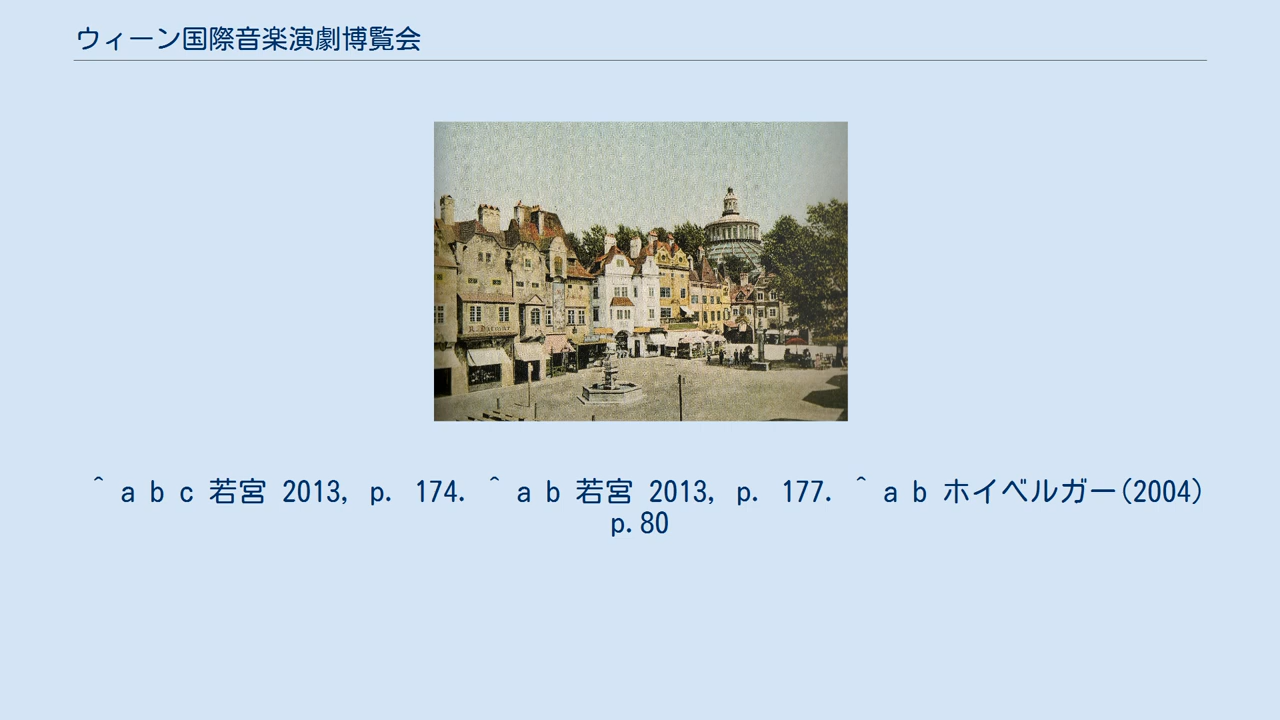 ウィーン国際音楽演劇博覧会
R.Ditmar
^ a b c 若宮 2013, p. 174. ^ a b 若宮 2013, p. 177. ^ a b ホイベルガー(2004)
p.80